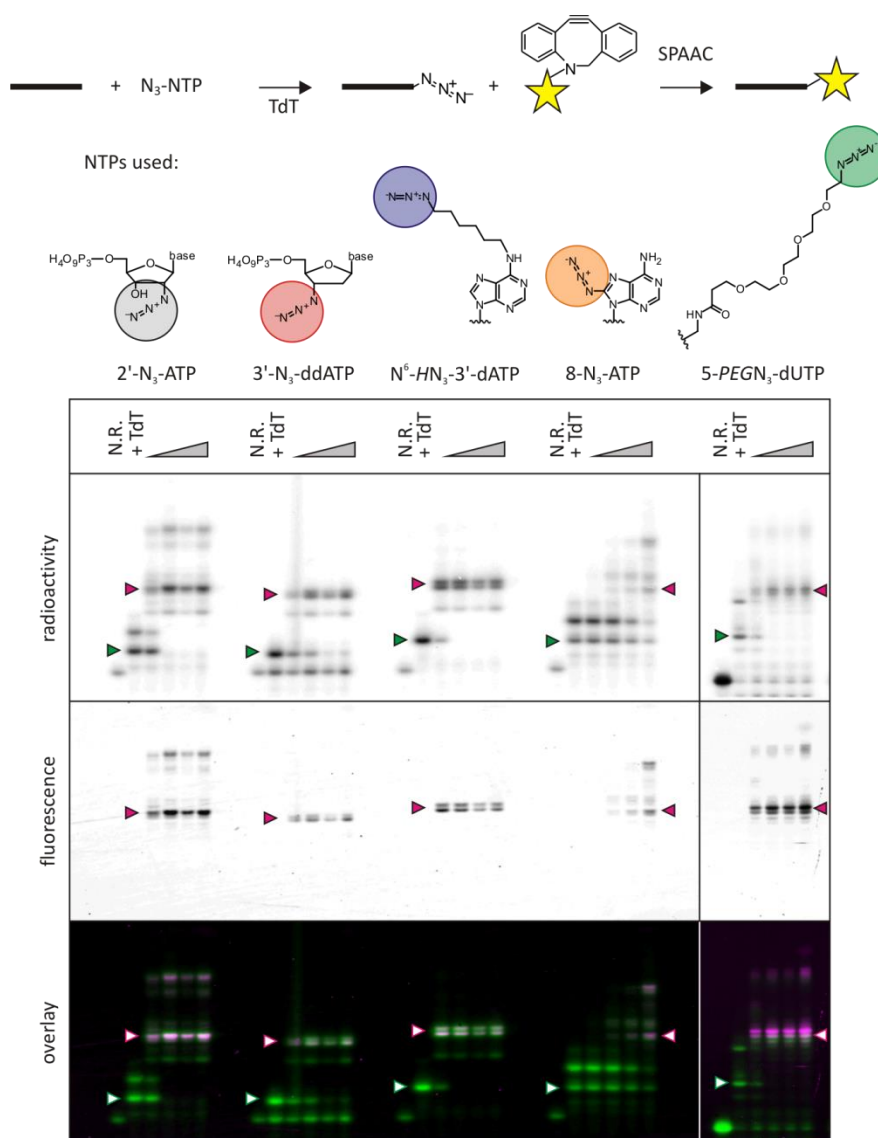 SPAAC
+ N₃-NTP
TdT
N=N⁺=N⁻
+
N
NTPs used:
⁻N=N⁺=N
N=N⁺=N⁻
H₄O₉P₃-O
O
base
OH
N
⁻N=N⁺
H₄O₉P₃-O
O
base
N
⁻N=N⁺
NH
N N
N N
NH₂
⁻N=N⁺=N
N N
N N
O
O
O
O
HN
O
2'-N₃-ATP 3'-N₃-ddATP N⁶-HN₃-3'-dATP 8-N₃-ATP 5-PEGN₃-dUTP
N.R. + TdT N.R. + TdT N.R. + TdT N.R. + TdT N.R. + TdT
radioactivity
fluorescence
overlay